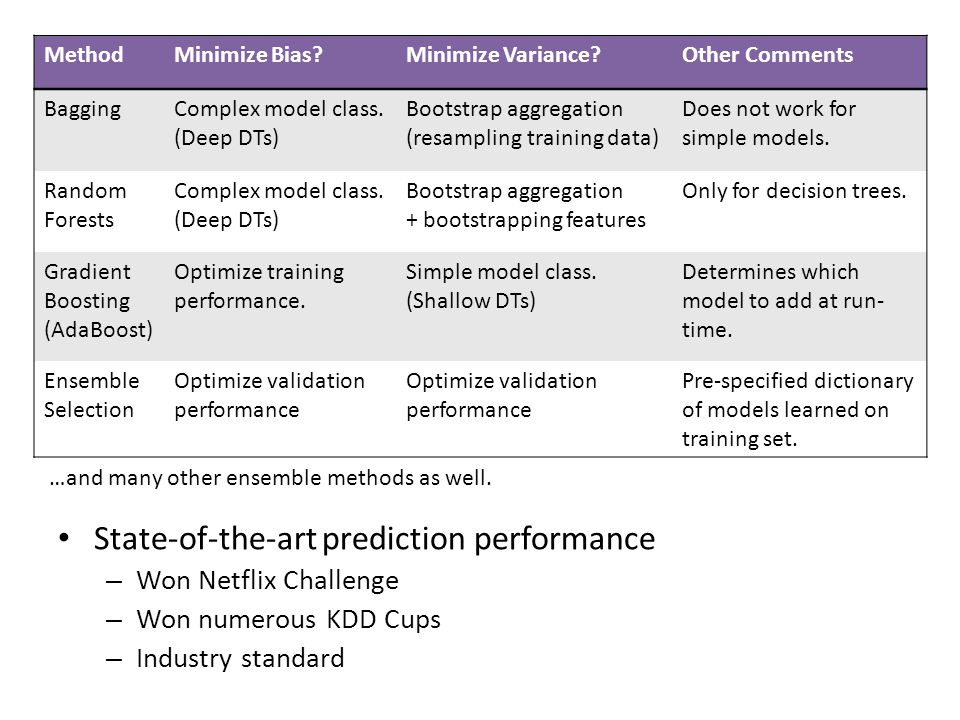 Method Minimize Bias? Minimize Variance? Other Comments
Bagging Complex model class. Bootstrap aggregation Does not work for
(Deep DTs) (resampling training data) simple models.
Random Complex model class. Bootstrap aggregation Only for decision trees.
Forests (Deep DTs) + bootstrapping features
Gradient Optimize training Simple model class. Determines which
Boosting performance. (Shallow DTs) model to add at run-
(AdaBoost) time.
Ensemble Optimize validation Optimize validation Pre-specified dictionary
Selection performance performance of models learned on
training set.
…and many other ensemble methods as well.
• State-of-the-art prediction performance
– Won Netflix Challenge
– Won numerous KDD Cups
– Industry standard